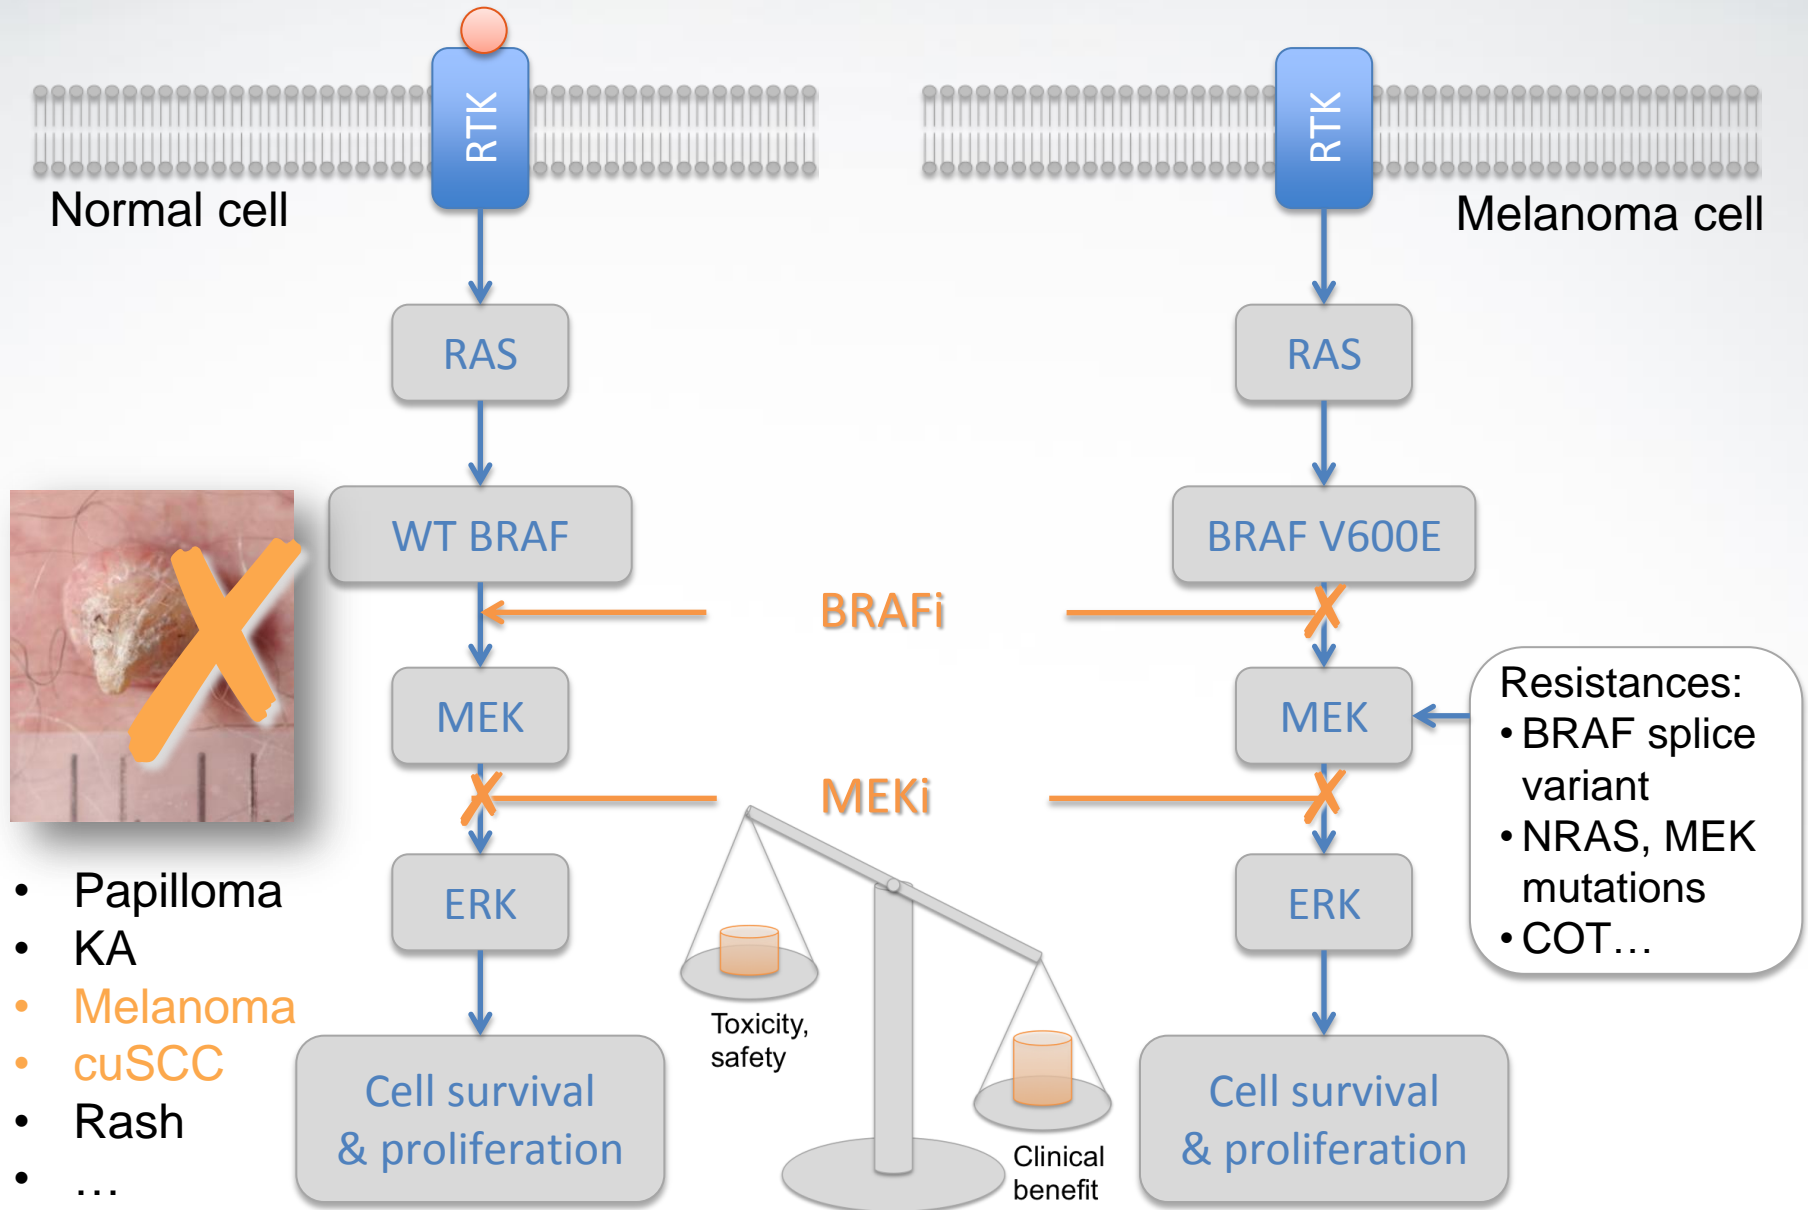 RTK
RTK
Normal cell
Melanoma cell
RAS
RAS
WT BRAF
BRAF V600E
BRAFi
MEK
MEK
Resistances:
• BRAF splice
variant
• NRAS, MEK
mutations
• COT…
MEKi
• Papilloma
• KA
• Melanoma
• cuSCC
• Rash
• …
ERK
ERK
Toxicity,
safety
Clinical
benefit
Cell survival
& proliferation
Cell survival
& proliferation